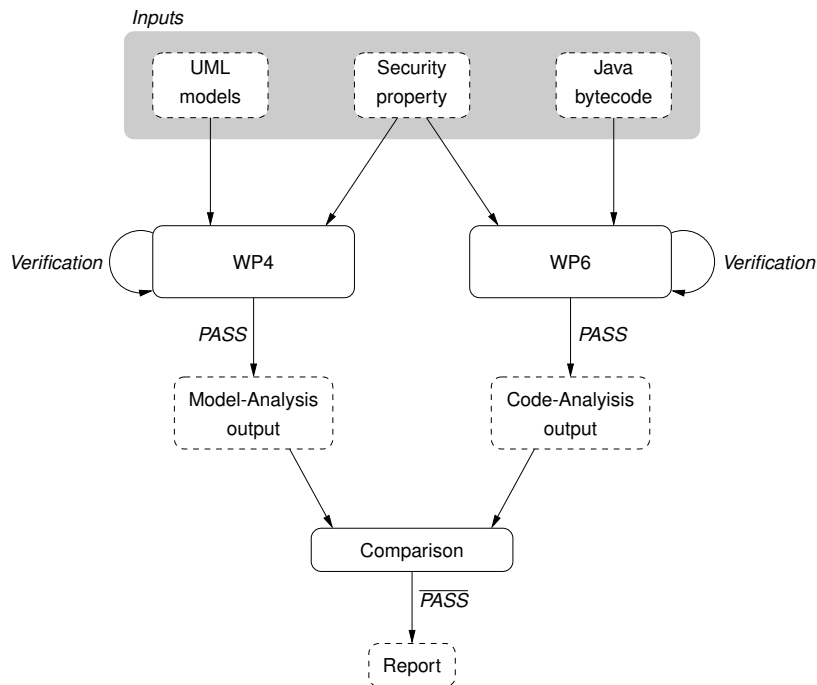 Inputs
UML
models
Security
property
Java
bytecode
Verification
WP4
WP6
Verification
PASS
PASS
Model-Analysis
output
Code-Analyisis
output
Comparison
PASS
Report